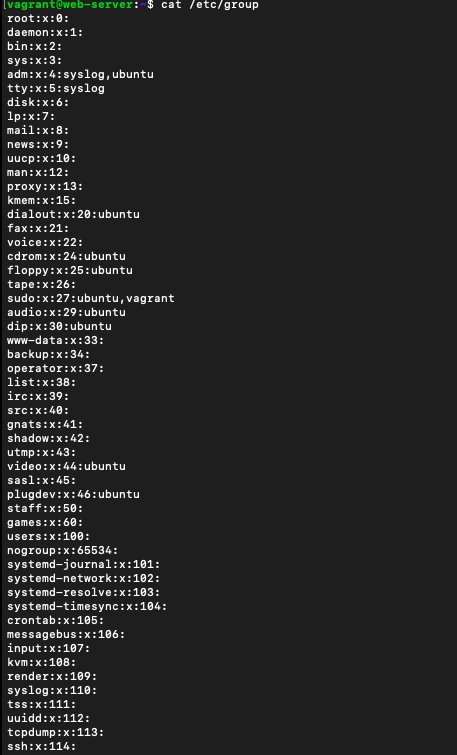 [vagrant@web-server:~$ cat /etc/group
root:x:0:
daemon:x:1:
bin:x:2:
sys:x:3:
adm:x:4:syslog,ubuntu
tty:x:5:syslog
disk:x:6:
lp:x:7:
mail:x:8:
news:x:9:
uucp:x:10:
man:x:12:
proxy:x:13:
kmem:x:15:
dialout:x:20:ubuntu
fax:x:21:
voice:x:22:
cdrom:x:24:ubuntu
floppy:x:25:ubuntu
tape:x:26:
sudo:x:27:ubuntu,vagrant
audio:x:29:ubuntu
dip:x:30:ubuntu
www-data:x:33:
backup:x:34:
operator:x:37:
list:x:38:
irc:x:39:
src:x:40:
gnats:x:41:
shadow:x:42:
utmp:x:43:
video:x:44:ubuntu
sasl:x:45:
plugdev:x:46:ubuntu
staff:x:50:
games:x:60:
users:x:100:
nogroup:x:65534:
systemd-journal:x:101:
systemd-network:x:102:
systemd-resolve:x:103:
systemd-timesync:x:104:
crontab:x:105:
messagebus:x:106:
input:x:107:
kvm:x:108:
render:x:109:
syslog:x:110:
tss:x:111:
uuidd:x:112:
tcpdump:x:113:
ssh:x:114: